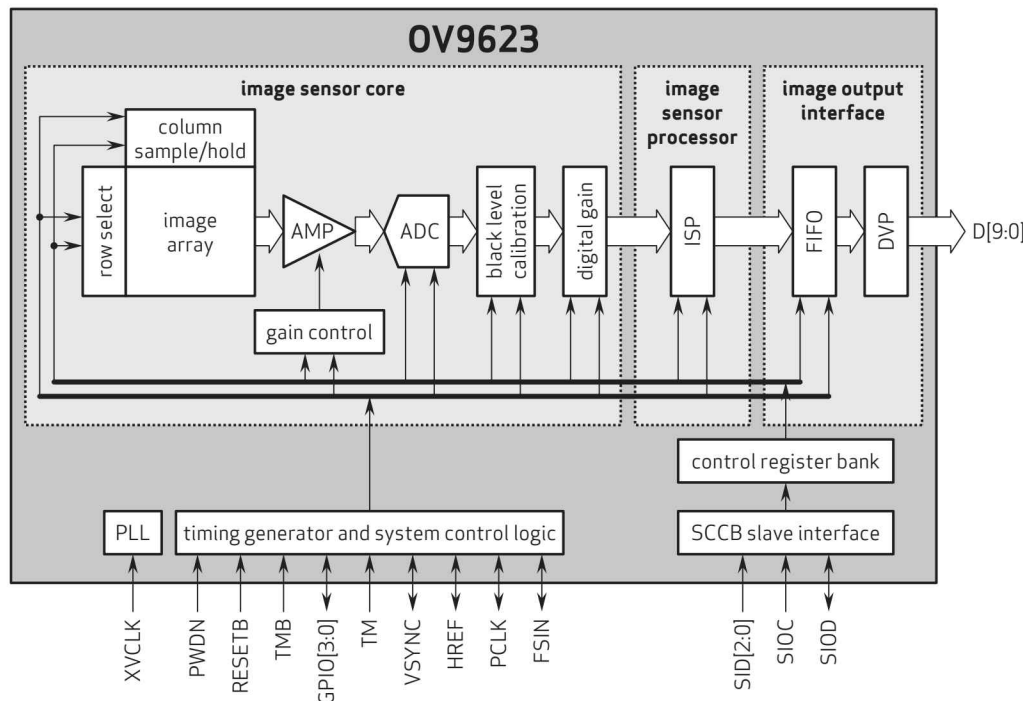 OV9623
image sensor core
image
sensor
processor
image output
interface
column
sample/hold
row select
image
array
AMP
ADC
black level
calibration
digital gain
ISP
FIFO
DVP
D[9:0]
gain control
control register bank
PLL
timing generator and system control logic
SCCB slave interface
XVCLK
PWDN
RESETB
TMB
GPIO[3:0]
TM
VSYNC
HREF
PCLK
FSIN
SID[2:0]
SIOC
SIOD